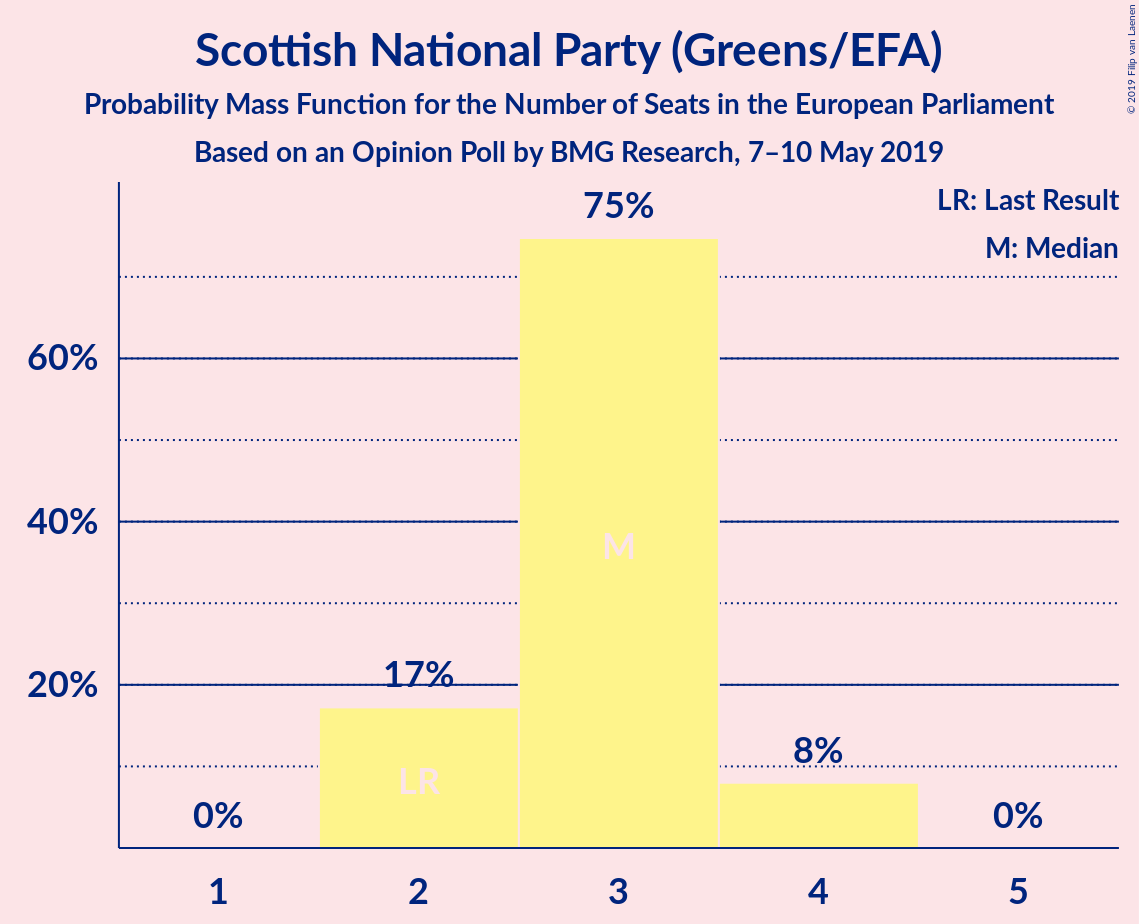 Scottish National Party (Greens/EFA)
Probability Mass Function for the Number of Seats in the European Parliament
Based on an Opinion Poll by BMG Research, 7–10 May 2019
© 2019 Filip van Laenen
LR: Last Result
M: Median
60%
40%
20%
0%
17%
75%
8%
0%
LR
M
1 2 3 4 5